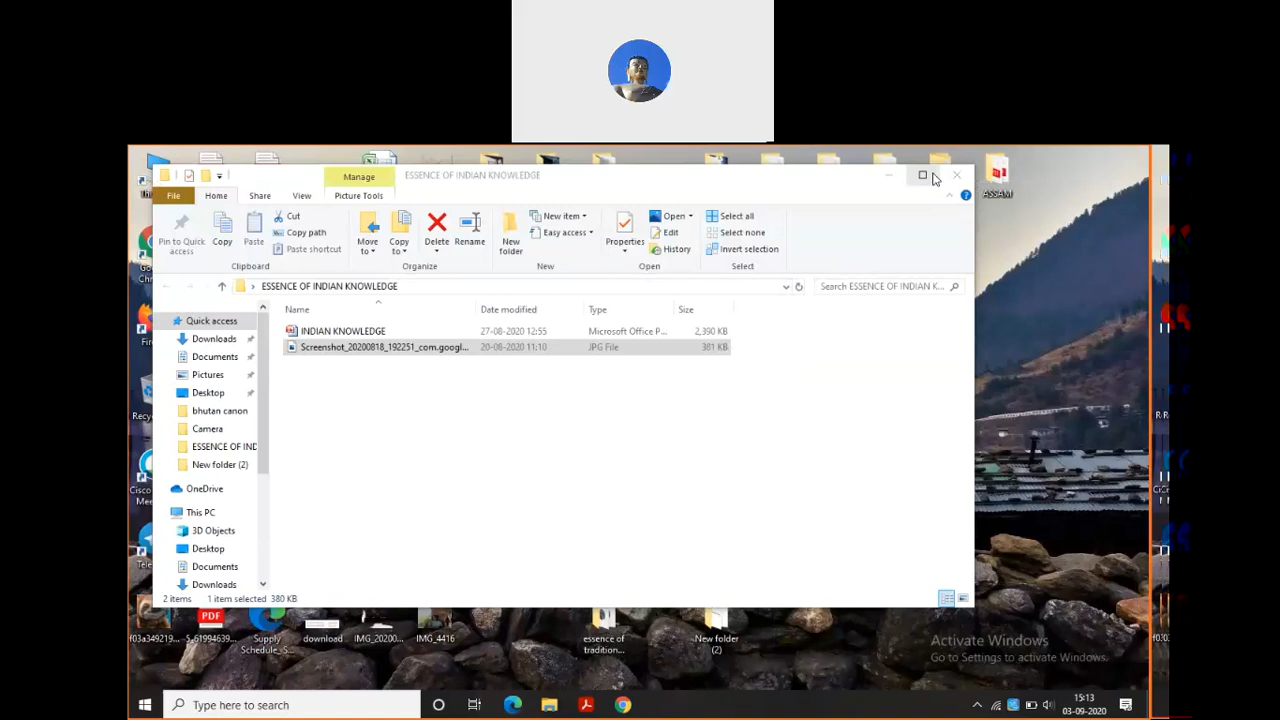 ESSENCE OF INDIAN KNOWLEDGE
Manage
File
Home
Share
View
Picture Tools
Pin to Quick access
Copy
Paste
Cut
Copy path
Paste shortcut
Move to
Copy to
Delete
Rename
New folder
New item
Easy access
Properties
Open
Edit
History
Select all
Select none
Invert selection
Clipboard
Organize
New
Open
Select
ESSENCE OF INDIAN KNOWLEDGE
Search ESSENCE OF INDIAN K...
Name
Date modified
Type
Size
INDIAN KNOWLEDGE 27-08-2020 12:55 Microsoft Office P... 2,390 KB
Screenshot_20200818_192251_com.googl... 20-08-2020 11:10 JPG File 381 KB
Quick access
Downloads
Documents
Pictures
Desktop
bhutan canon
Camera
ESSENCE OF IND
New folder (2)
OneDrive
This PC
3D Objects
Desktop
Documents
Downloads
2 items 1 item selected 380 KB
ASSAM
PDF
f03a349219...
5_61994639...
Supply Schedule_S...
download
IMG_20200...
IMG_4416
essence of tradition...
New folder (2)
Activate Windows
Go to Settings to activate Windows.
Type here to search
15:13
03-09-2020